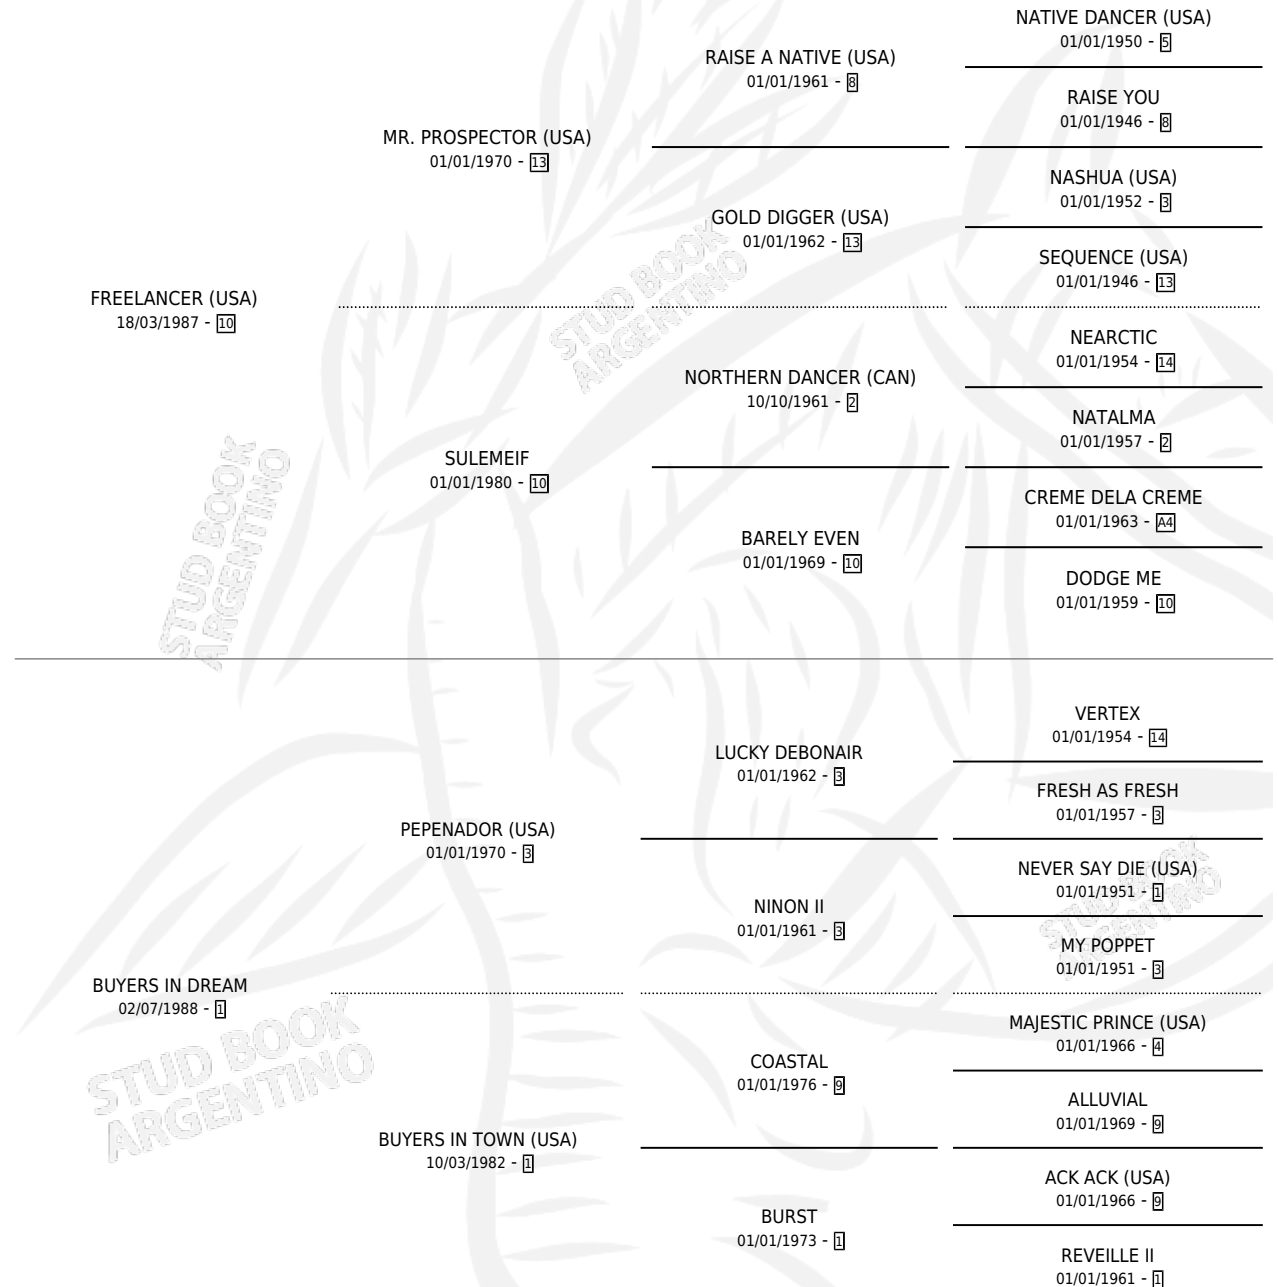 NATIVE DANCER (USA)
01/01/1950 - 5
RAISE A NATIVE (USA)
01/01/1961 - 8
RAISE YOU
01/01/1946 - 8
MR. PROSPECTOR (USA)
01/01/1970 - 13
NASHUA (USA)
01/01/1952 - 3
GOLD DIGGER (USA)
01/01/1962 - 13
SEQUENCE (USA)
01/01/1946 - 13
FREELANCER (USA)
18/03/1987 - 10
STUD BOOK
ARGENTINO
NEARCTIC
01/01/1954 - 14
NORTHERN DANCER (CAN)
10/10/1961 - 2
NATALMA
01/01/1957 - 2
SULEMEIF
01/01/1980 - 10
CREME DELA CREME
01/01/1963 - A4
BARELY EVEN
01/01/1969 - 10
DODGE ME
01/01/1959 - 10
STUD BOOK
ARGENTINO
VERTEX
01/01/1954 - 14
LUCKY DEBONAIR
01/01/1962 - 3
FRESH AS FRESH
01/01/1957 - 3
PEPENADOR (USA)
01/01/1970 - 3
NEVER SAY DIE (USA)
01/01/1951 - 1
NINON II
01/01/1961 - 3
MY POPPET
01/01/1951 - 3
STUD BOOK
ARGENTINO
BUYERS IN DREAM
02/07/1988 - 1
MAJESTIC PRINCE (USA)
01/01/1966 - 4
COASTAL
01/01/1976 - 9
ALLUVIAL
01/01/1969 - 9
STUD BOOK
ARGENTINO
BUYERS IN TOWN (USA)
10/03/1982 - 1
ACK ACK (USA)
01/01/1966 - 9
BURST
01/01/1973 - 1
REVEILLE II
01/01/1961 - 1